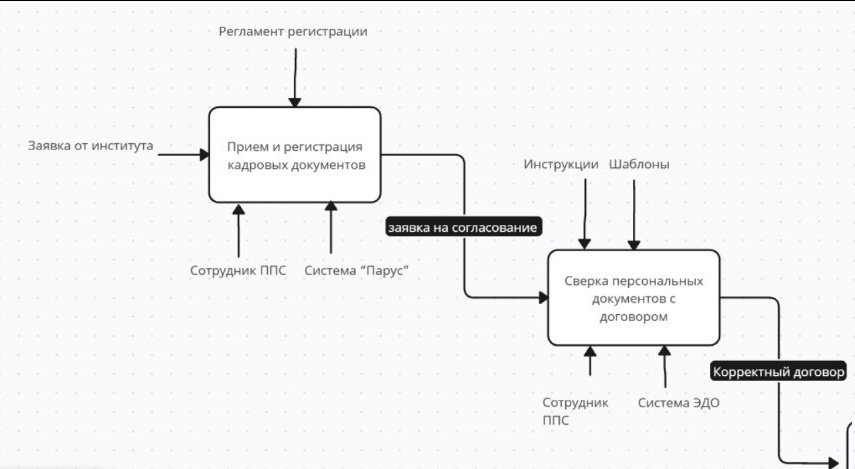 Регламент регистрации
Заявка от института
Прием и регистрация
кадровых документов
Сотрудник ППС
Система “Парус”
заявка на согласование
Инструкции
Шаблоны
Сверка персональных
документов с
договором
Сотрудник
ППС
Система ЭДО
Корректный договор